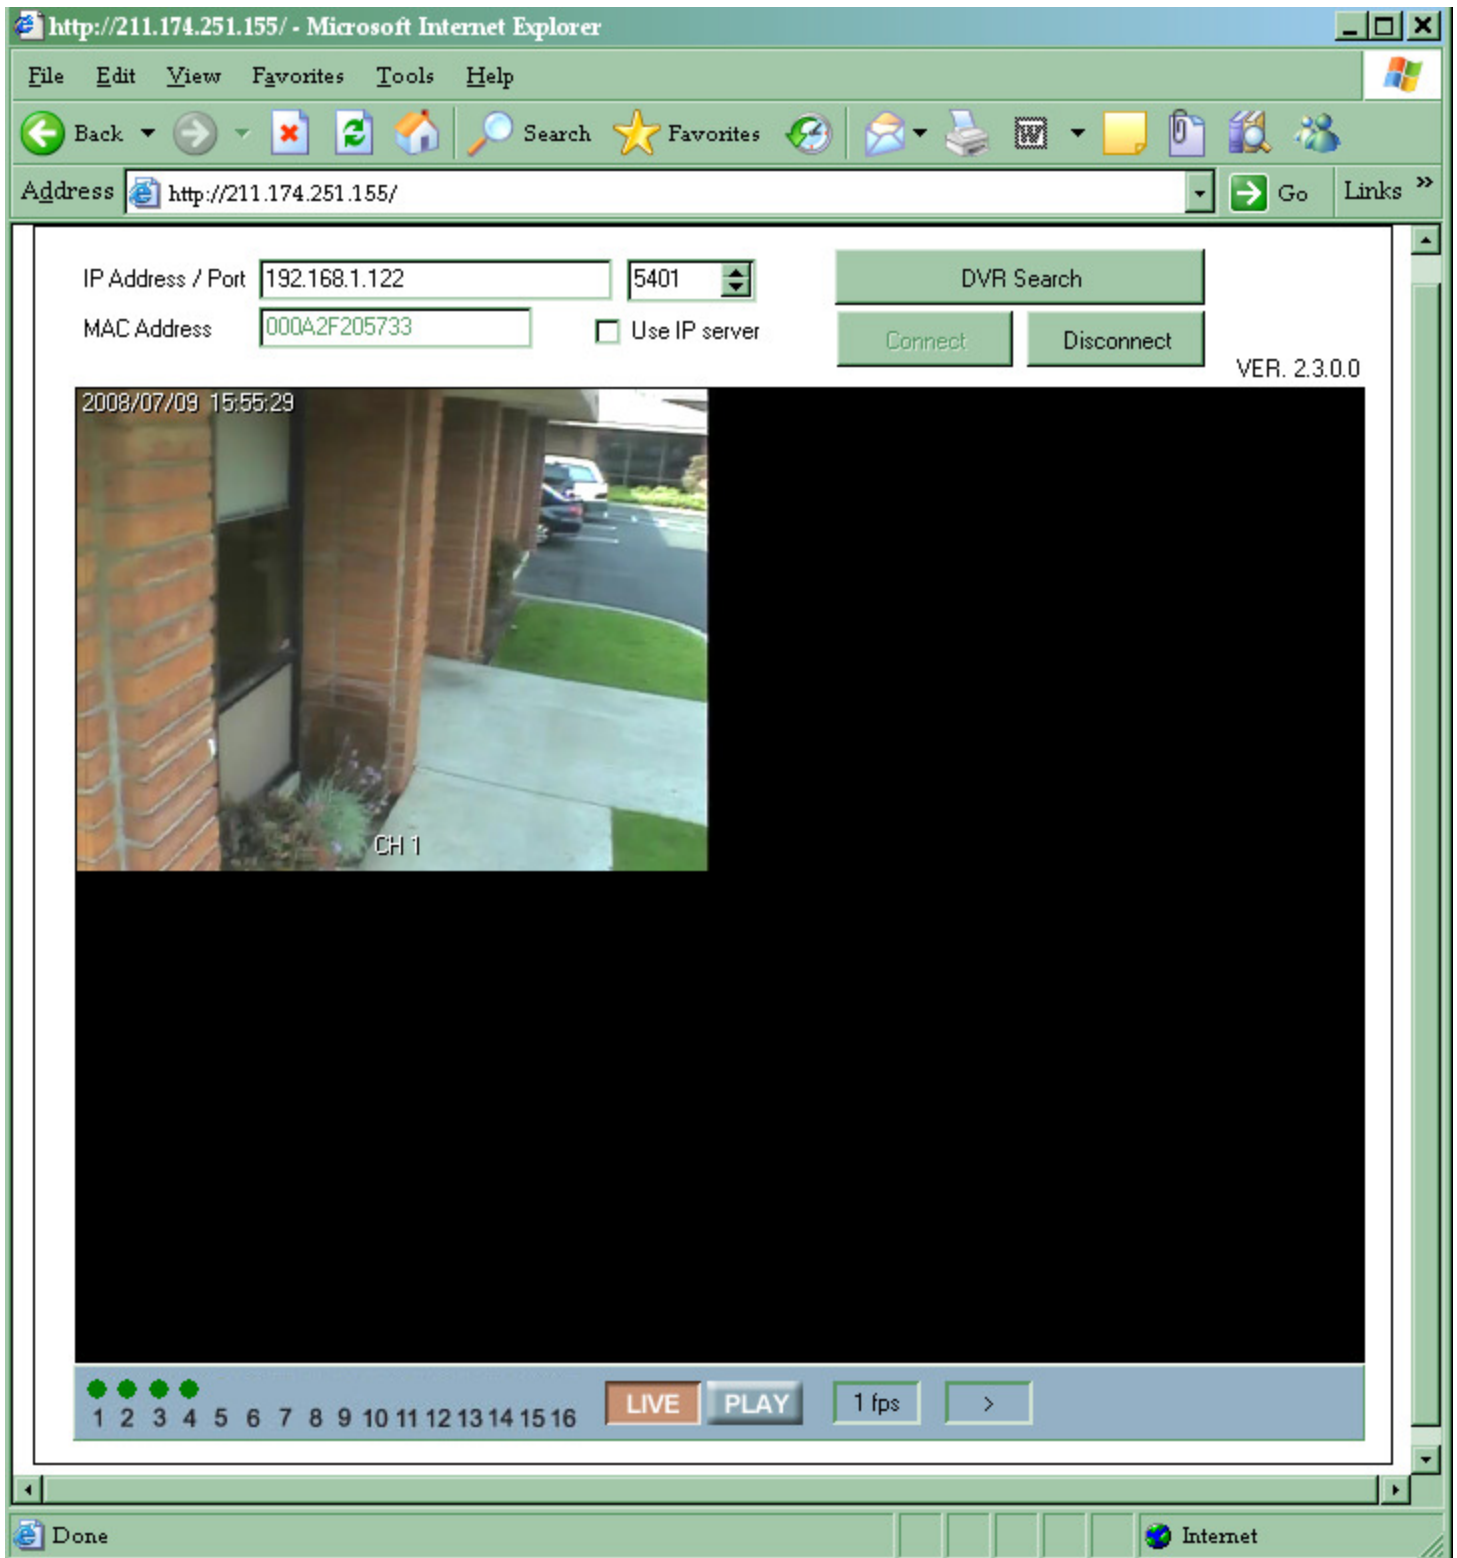 http://211.174.251.155/ - Microsoft Internet Explorer
File Edit View Favorites Tools Help
Back Search Favorites W
Address http://211.174.251.155/ Go Links »
IP Address / Port 192.168.1.122 5401 DVR Search
MAC Address 000A2F205733 Use IP server Connect Disconnect
VER. 2.3.0.0
2008/07/09 15:55:29
CH 1
1 2 3 4 5 6 7 8 9 10 11 12 13 14 15 16 LIVE PLAY 1 fps >
Done Internet